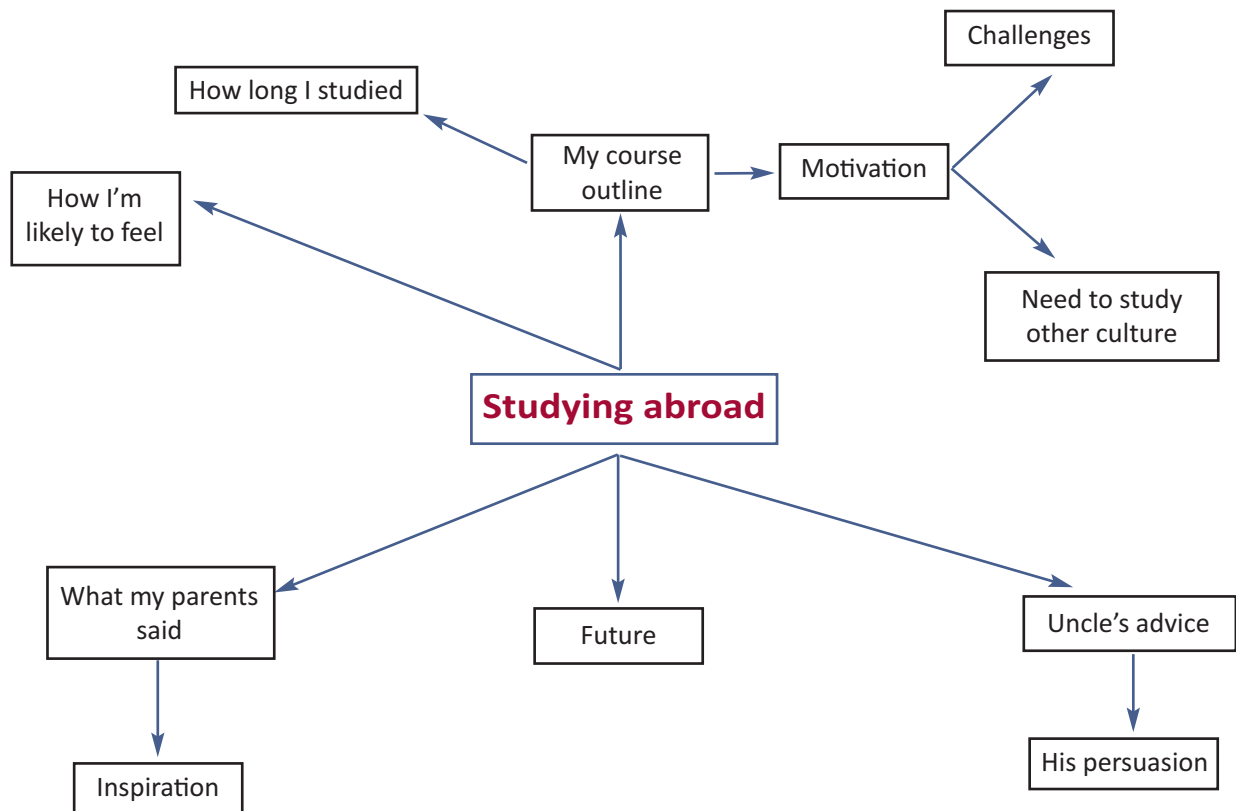 Challenges
How long I studied
My course
outline
Motivation
How I'm
likely to feel
Need to study
other culture
Studying abroad
What my parents
said
Future
Uncle's advice
Inspiration
His persuasion